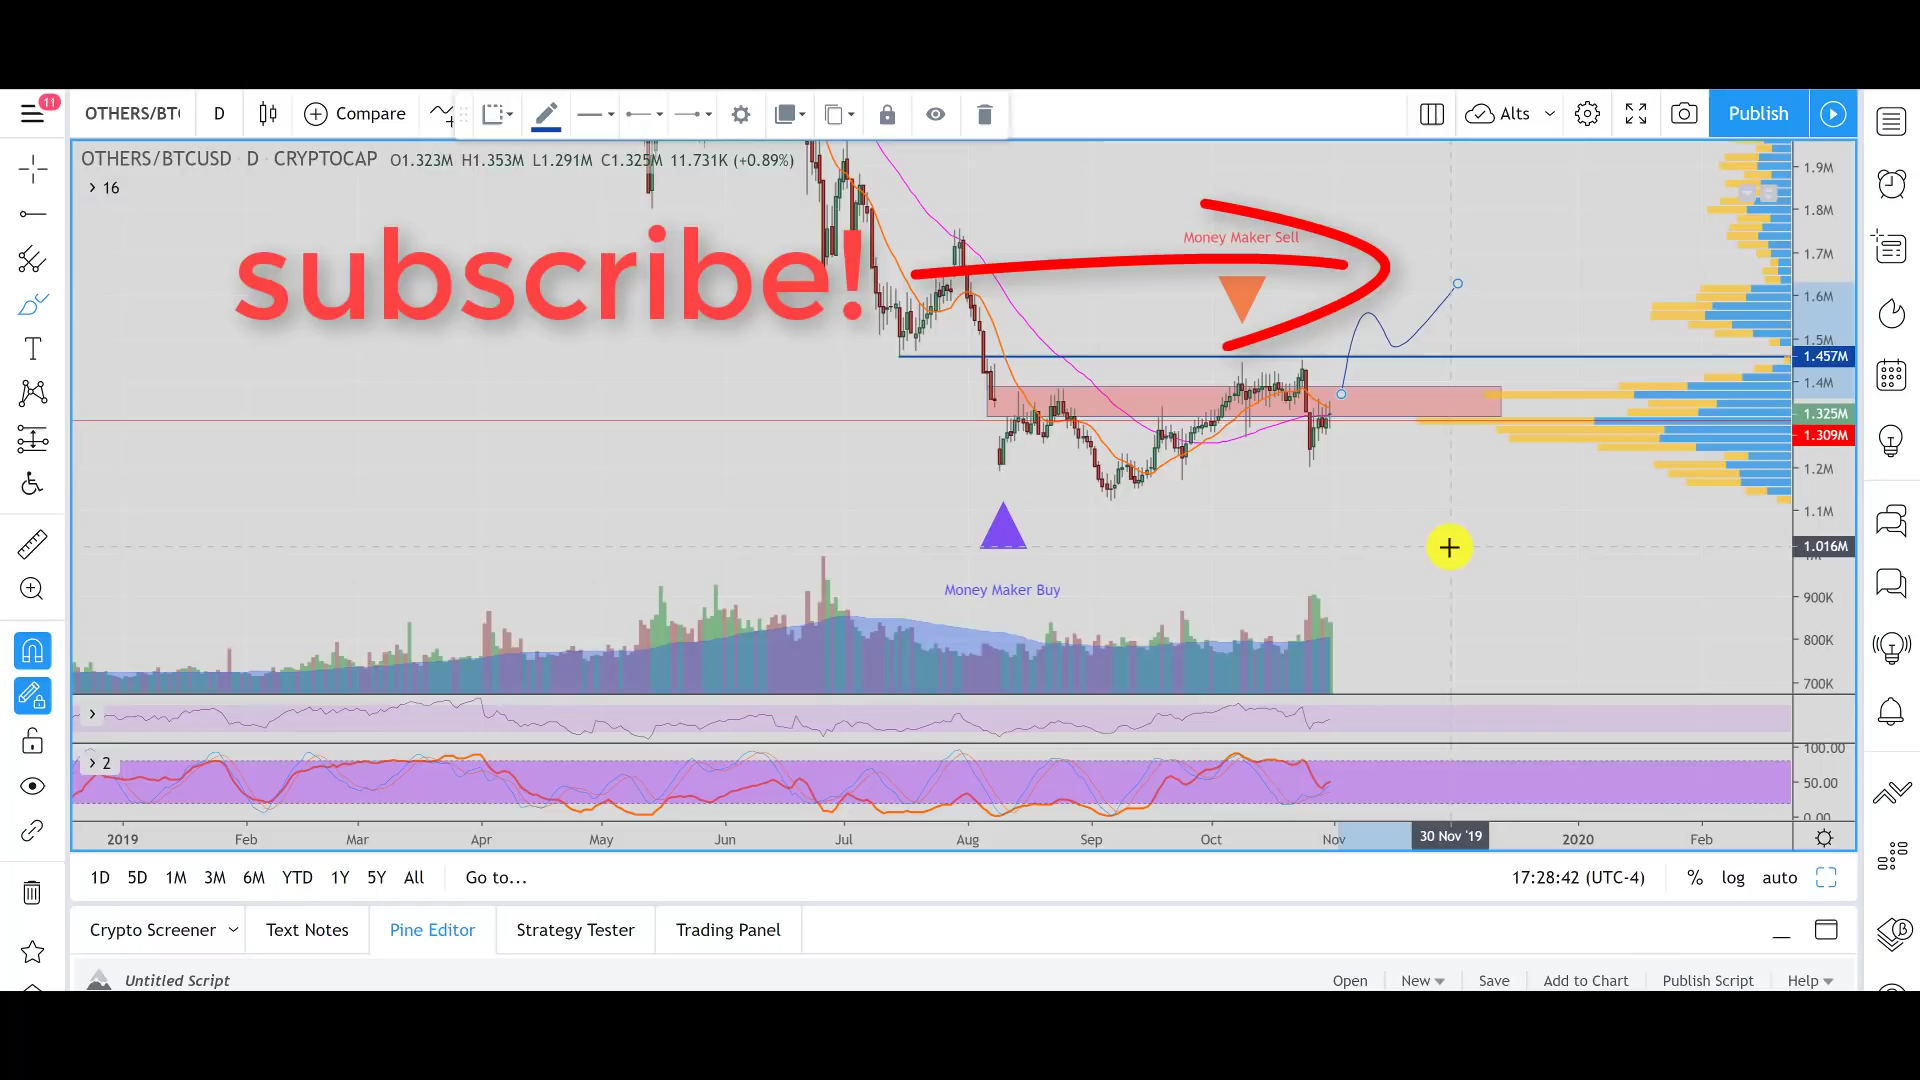 11
OTHERS/BT(
D
Compare
Alts
Publish
OTHERS/BTCUSD D CRYPTOCAP O1.323M H1.353M L1.291M C1.325M 11.731K (+0.89%)
16
subscribe!
Money Maker Sell
Money Maker Buy
1.9M
1.8M
1.7M
1.6M
1.5M
1.457M
1.4M
1.325M
1.309M
1.2M
1.1M
1.016M
900K
800K
700K
2
100.00
50.00
0.00
2019 Feb Mar Apr May Jun Jul Aug Sep Oct Nov 30 Nov '19 2020 Feb
1D 5D 1M 3M 6M YTD 1Y 5Y All Go to... 17:28:42 (UTC-4) % log auto
Crypto Screener Text Notes Pine Editor Strategy Tester Trading Panel
Untitled Script Open New Save Add to Chart Publish Script Help